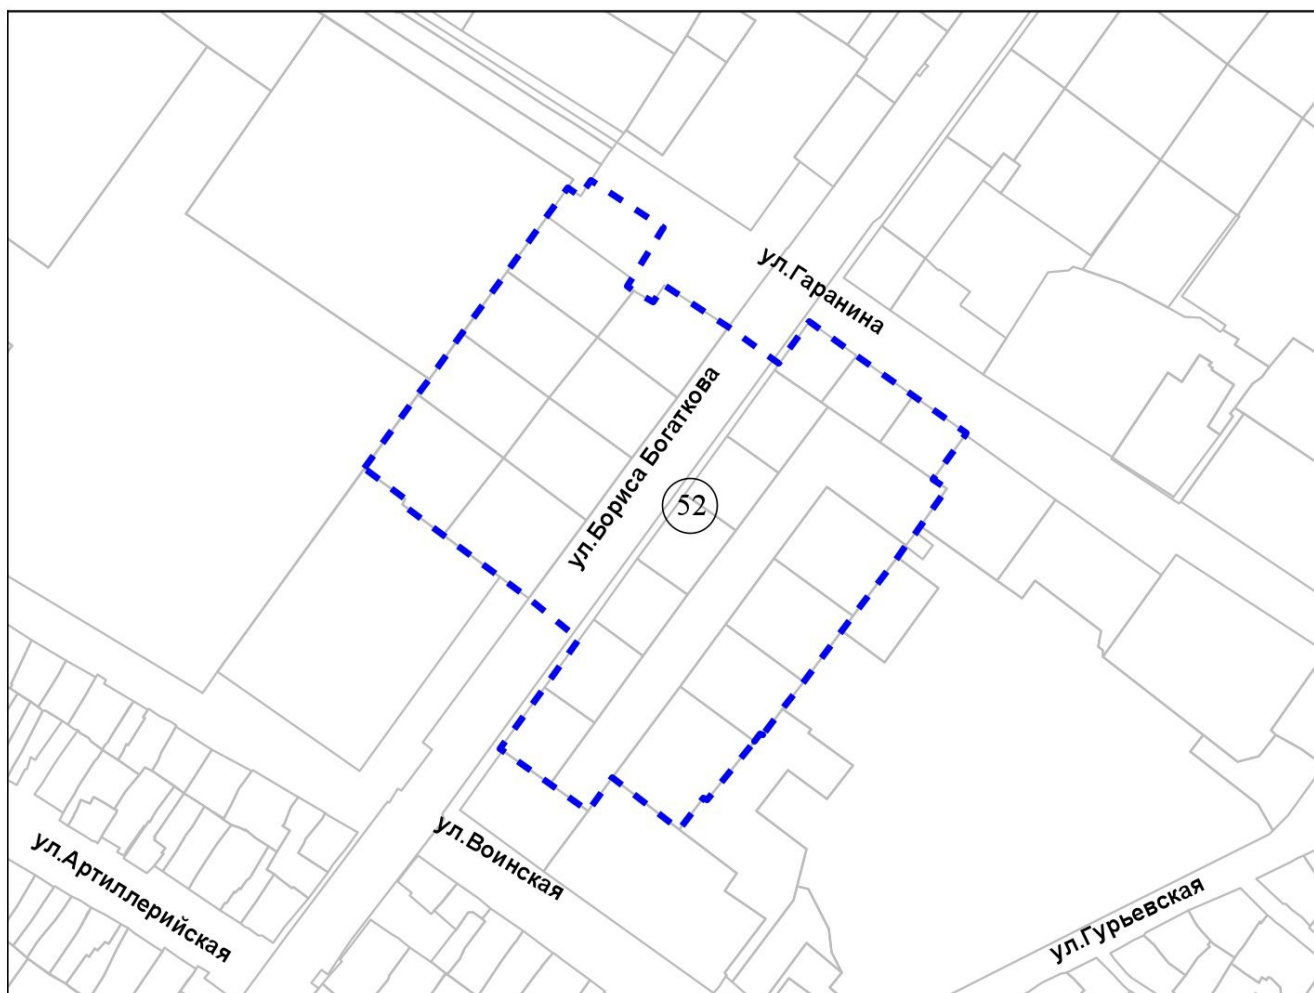 ул.Гаранина
ул.Бориса Богаткова
52
ул.Воинская
ул.Артиллерийская
ул.Гурьевская